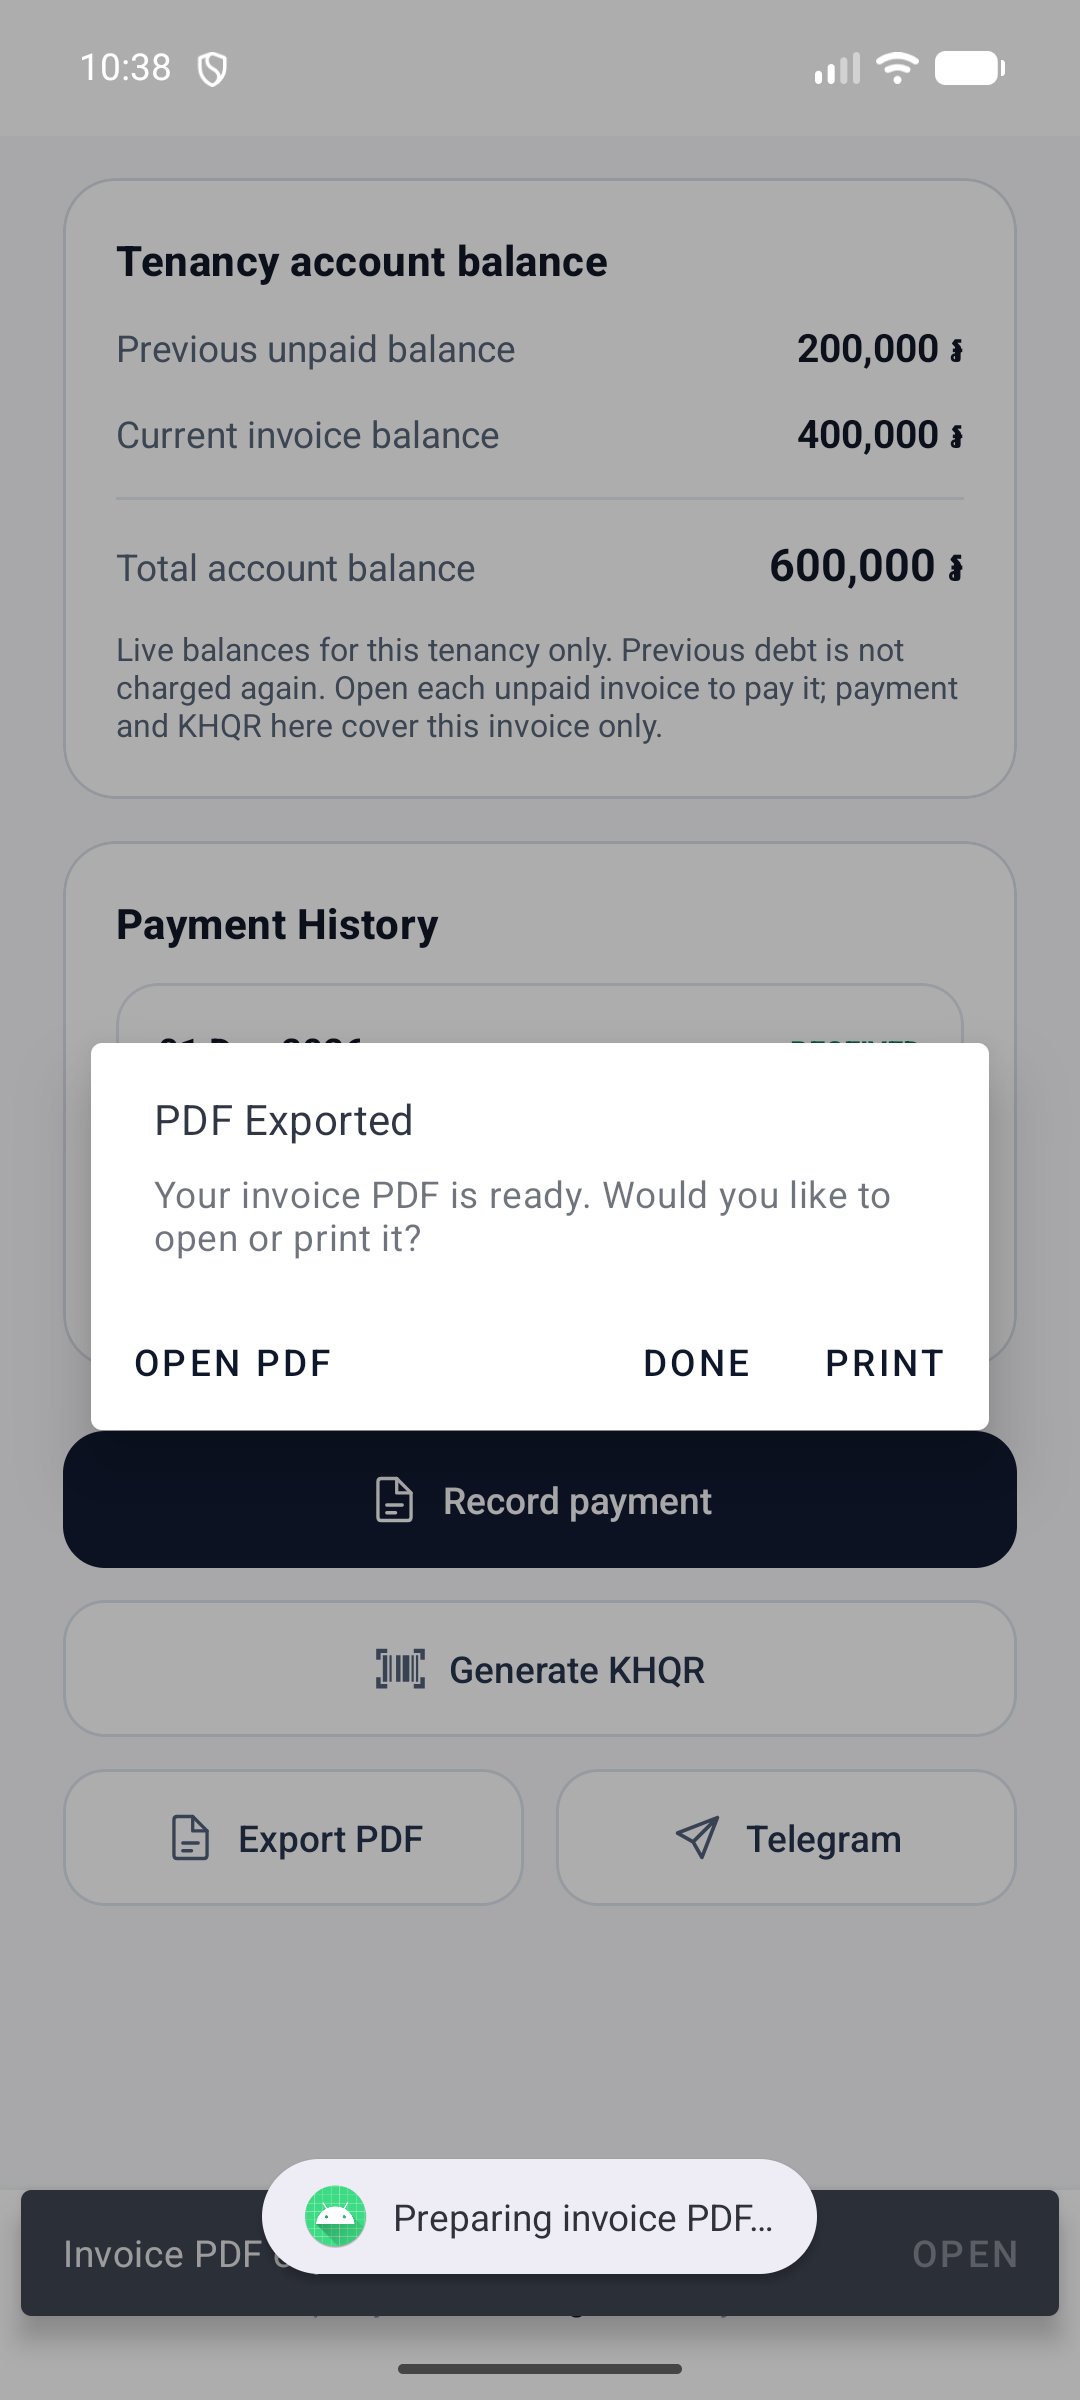 10:38
Tenancy account balance
Previous unpaid balance 200,000 ៛
Current invoice balance 400,000 ៛
Total account balance 600,000 ៛
Live balances for this tenancy only. Previous debt is not
charged again. Open each unpaid invoice to pay it; payment
and KHQR here cover this invoice only.
Payment History
PDF Exported
Your invoice PDF is ready. Would you like to
open or print it?
OPEN PDF DONE PRINT
Record payment
Generate KHQR
Export PDF Telegram
Preparing invoice PDF...
Invoice PDF OPEN